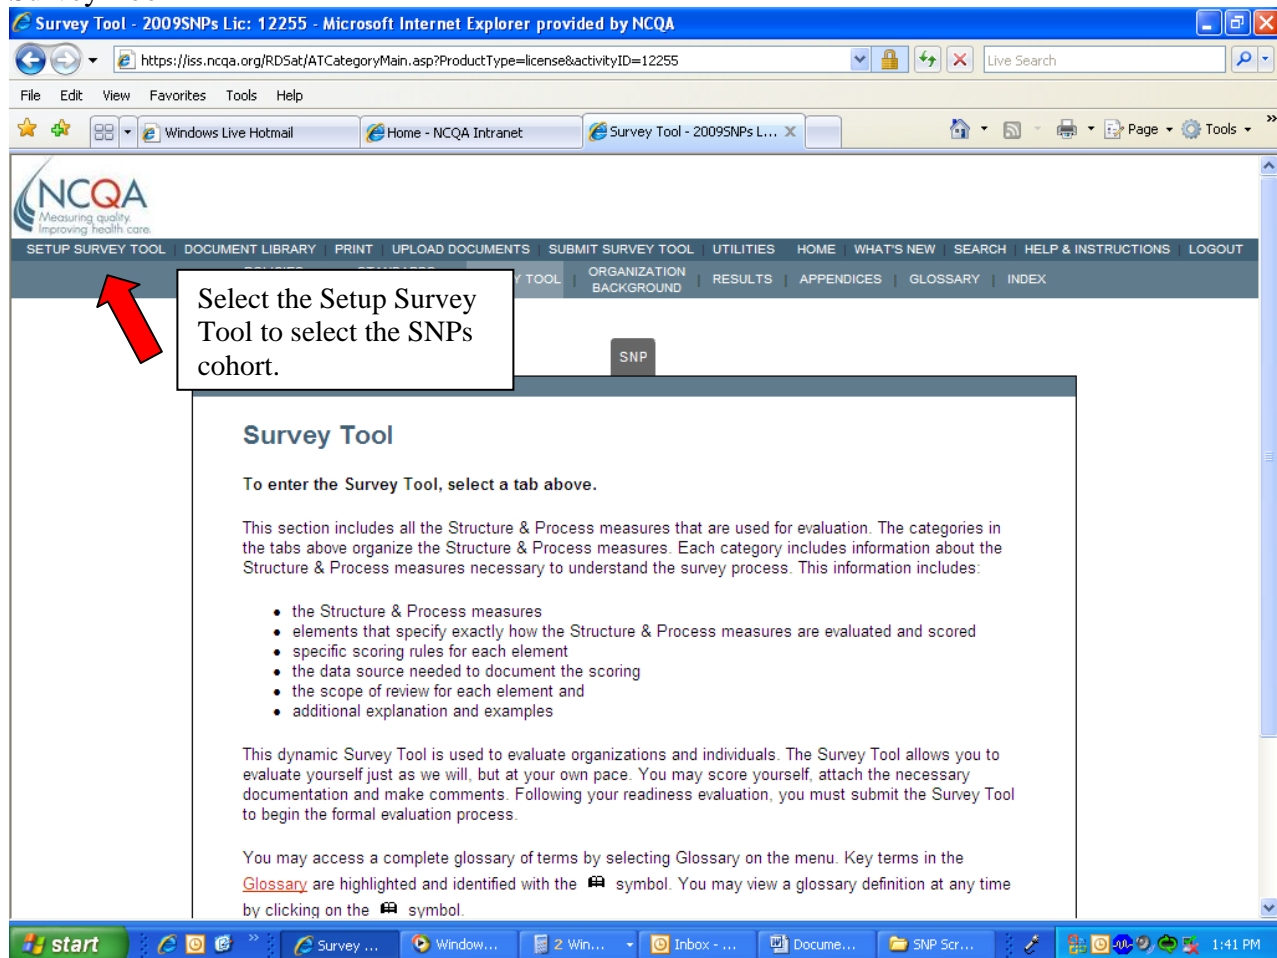 Survey Tool - 2009SNPs Lic: 12255 - Microsoft Internet Explorer provided by NCQA
https://iss.ncqa.org/RDSat/ATCategoryMain.asp?ProductType=license&activityID=12255
Live Search
File Edit View Favorites Tools Help
Windows Live Hotmail
Home - NCQA Intranet
Survey Tool - 2009SNPs L...
Page
Tools
NCQA
Measuring quality.
Improving health care.
SETUP SURVEY TOOL | DOCUMENT LIBRARY | PRINT | UPLOAD DOCUMENTS | SUBMIT SURVEY TOOL | UTILITIES HOME | WHAT'S NEW | SEARCH | HELP & INSTRUCTIONS | LOGOUT
Y TOOL | ORGANIZATION BACKGROUND | RESULTS | APPENDICES | GLOSSARY | INDEX
Select the Setup Survey
Tool to select the SNPs
cohort.
SNP
Survey Tool
To enter the Survey Tool, select a tab above.
This section includes all the Structure & Process measures that are used for evaluation. The categories in
the tabs above organize the Structure & Process measures. Each category includes information about the
Structure & Process measures necessary to understand the survey process. This information includes:
• the Structure & Process measures
• elements that specify exactly how the Structure & Process measures are evaluated and scored
• specific scoring rules for each element
• the data source needed to document the scoring
• the scope of review for each element and
• additional explanation and examples
This dynamic Survey Tool is used to evaluate organizations and individuals. The Survey Tool allows you to
evaluate yourself just as we will, but at your own pace. You may score yourself, attach the necessary
documentation and make comments. Following your readiness evaluation, you must submit the Survey Tool
to begin the formal evaluation process.
You may access a complete glossary of terms by selecting Glossary on the menu. Key terms in the
Glossary are highlighted and identified with the symbol. You may view a glossary definition at any time
by clicking on the symbol.
start
Survey ...
Window...
2 Win...
Inbox - ...
Docume...
SNP Scr...
1:41 PM